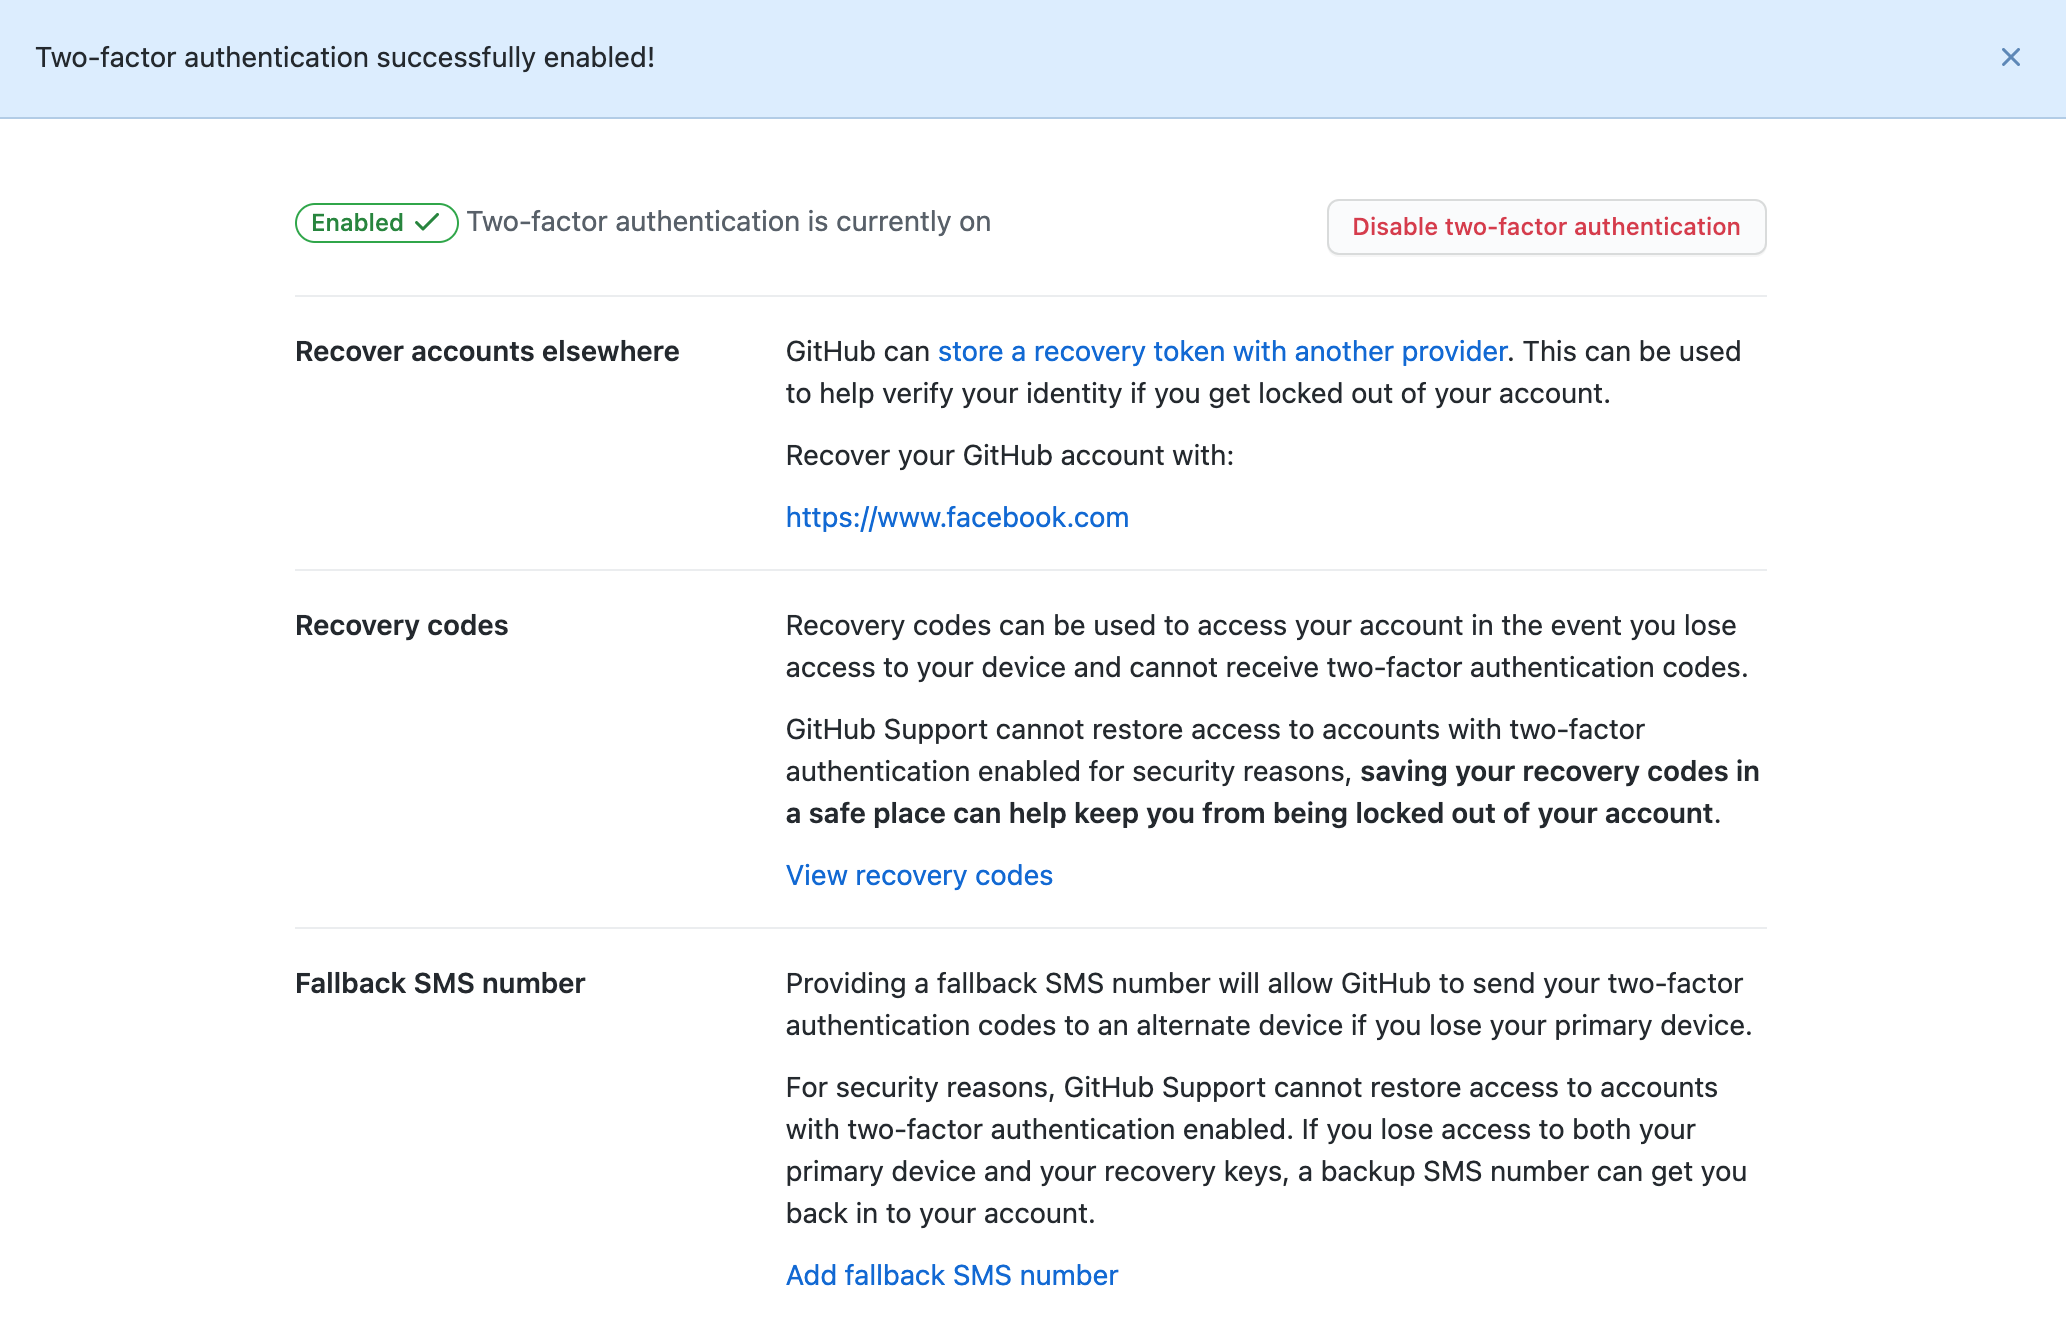 Two-factor authentication successfully enabled!
Enabled ✓ Two-factor authentication is currently on
Disable two-factor authentication
Recover accounts elsewhere
GitHub can store a recovery token with another provider. This can be used
to help verify your identity if you get locked out of your account.
Recover your GitHub account with:
https://www.facebook.com
Recovery codes
Recovery codes can be used to access your account in the event you lose
access to your device and cannot receive two-factor authentication codes.
GitHub Support cannot restore access to accounts with two-factor
authentication enabled for security reasons, saving your recovery codes in
a safe place can help keep you from being locked out of your account.
View recovery codes
Fallback SMS number
Providing a fallback SMS number will allow GitHub to send your two-factor
authentication codes to an alternate device if you lose your primary device.
For security reasons, GitHub Support cannot restore access to accounts
with two-factor authentication enabled. If you lose access to both your
primary device and your recovery keys, a backup SMS number can get you
back in to your account.
Add fallback SMS number